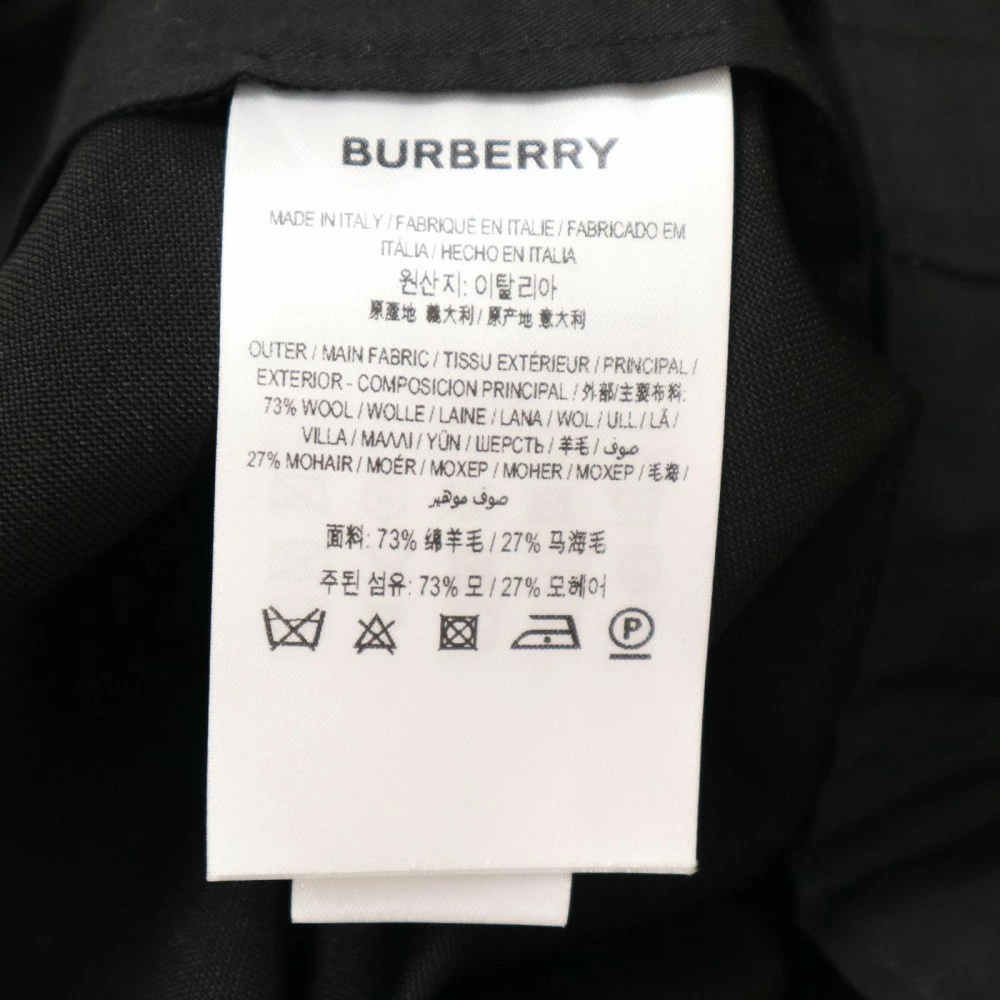 BURBERRY
MADE IN ITALY / FABRIQUÉ EN ITALIE / FABRICADO EM
ITÁLIA / HECHO EN ITALIA
원산지: 이탈리아
原產地 義大利 / 原产地 意大利
OUTER / MAIN FABRIC / TISSU EXTÉRIEUR / PRINCIPAL /
EXTERIOR - COMPOSICION PRINCIPAL / 外部/主要布料:
73% WOOL / WOLLE / LAINE / LANA / WOL / ULL / LÃ /
VILLA / ΜΑΛΛΙ / YÜN / ШЕРСТЬ / 羊毛 / صوف
27% MOHAIR / MOÉR / MOXEP / MOHER / МОХЕР / 毛海 /
صوف موهير
面料: 73% 绵羊毛 / 27% 马海毛
주된 섬유: 73% 모 / 27% 모헤어
P